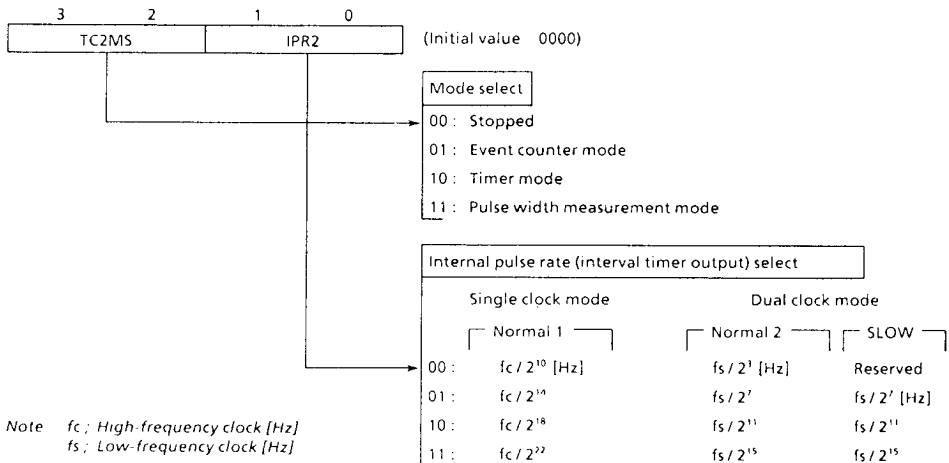 3 2 1 0
TC2MS IPR2 (Initial value 0000)
Mode select
00 : Stopped
01 : Event counter mode
10 : Timer mode
11 : Pulse width measurement mode
Internal pulse rate (interval timer output) select
Single clock mode Dual clock mode
Normal 1 Normal 2 SLOW
00 : fc / 2¹⁰ [Hz] fs / 2³ [Hz] Reserved
01 : fc / 2¹⁴ fs / 2⁷ fs / 2⁷ [Hz]
10 : fc / 2¹⁸ fs / 2¹¹ fs / 2¹¹
11 : fc / 2²² fs / 2¹⁵ fs / 2¹⁵
Note fc ; High-frequency clock [Hz]
fs ; Low-frequency clock [Hz]